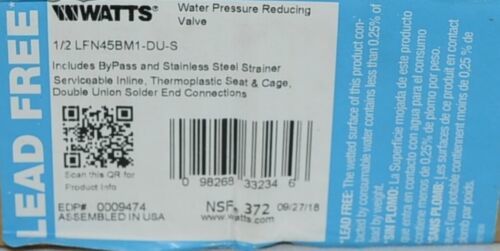 LEAD FREE*
WATTS®
Water Pressure Reducing
Valve
1/2 LFN45BM1-DU-S
Includes ByPass and Stainless Steel Strainer
Serviceable Inline, Thermoplastic Seat & Cage,
Double Union Solder End Connections
Scan this QR for
Product Info
0 98268 33234 6
EDP# 0009474
ASSEMBLED IN USA
NSF. 372 09/27/18
www.watts.com
LEAD FREE: The wetted surface of this product con-
tacted by consumable water contains less than 0.25% of
lead by weight.
*SIN PLOMO: La Superficie mojada de este producto
que entra en contacto con agua para el consumo
contiene menos de 0.25% de plomo por peso.
*SANS PLOMB: Les surfaces de ce produit en contact
avec l'eau potable contiennent moins de 0,25 % de
plomb par poids.